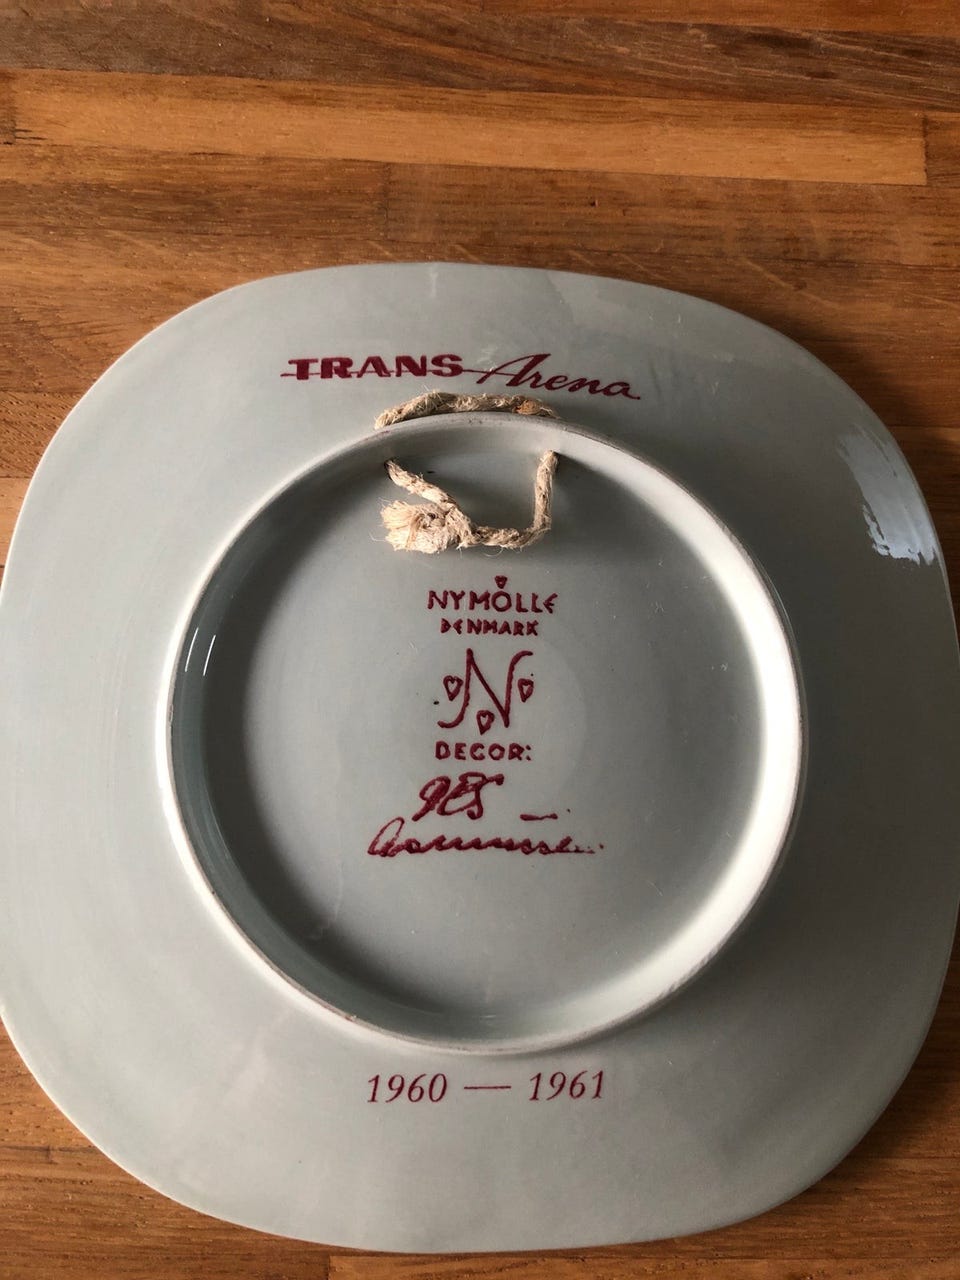 TRANS Arena
NYMÖLLE
DENMARK
N
DECOR:
1960 — 1961